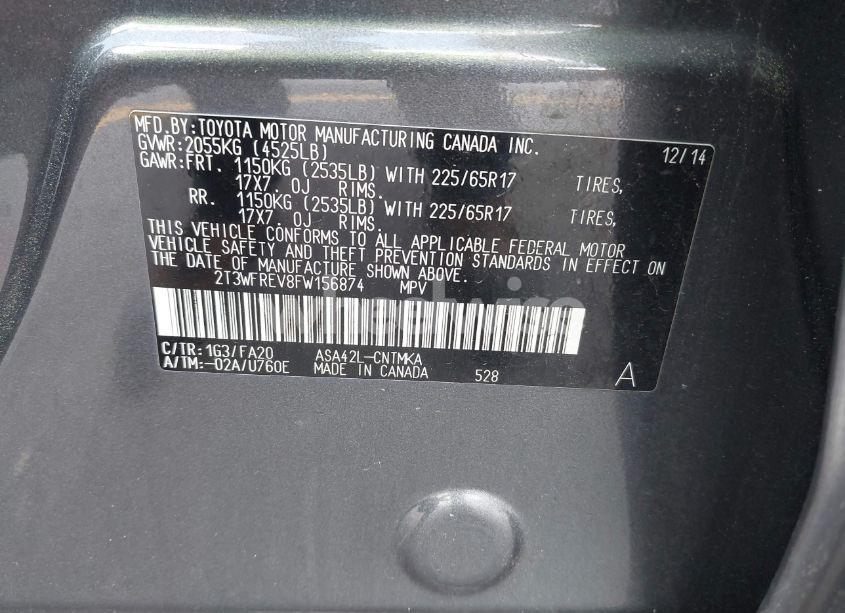 MFD.BY:TOYOTA MOTOR MANUFACTURING CANADA INC.
GVWR:2055KG (4525LB) 12/14
GAWR:FRT. 1150KG (2535LB) WITH 225/65R17 TIRES,
17X7.0J RIMS.
RR. 1150KG (2535LB) WITH 225/65R17 TIRES,
17X7.0J RIMS.
THIS VEHICLE CONFORMS TO ALL APPLICABLE FEDERAL MOTOR
VEHICLE SAFETY AND THEFT PREVENTION STANDARDS IN EFFECT ON
THE DATE OF MANUFACTURE SHOWN ABOVE.
2T3WFREV8FW156874 MPV
C/TR:1G3/FA20 ASA42L-CNTMKA
A/TM:-02A/U760E MADE IN CANADA 528 A